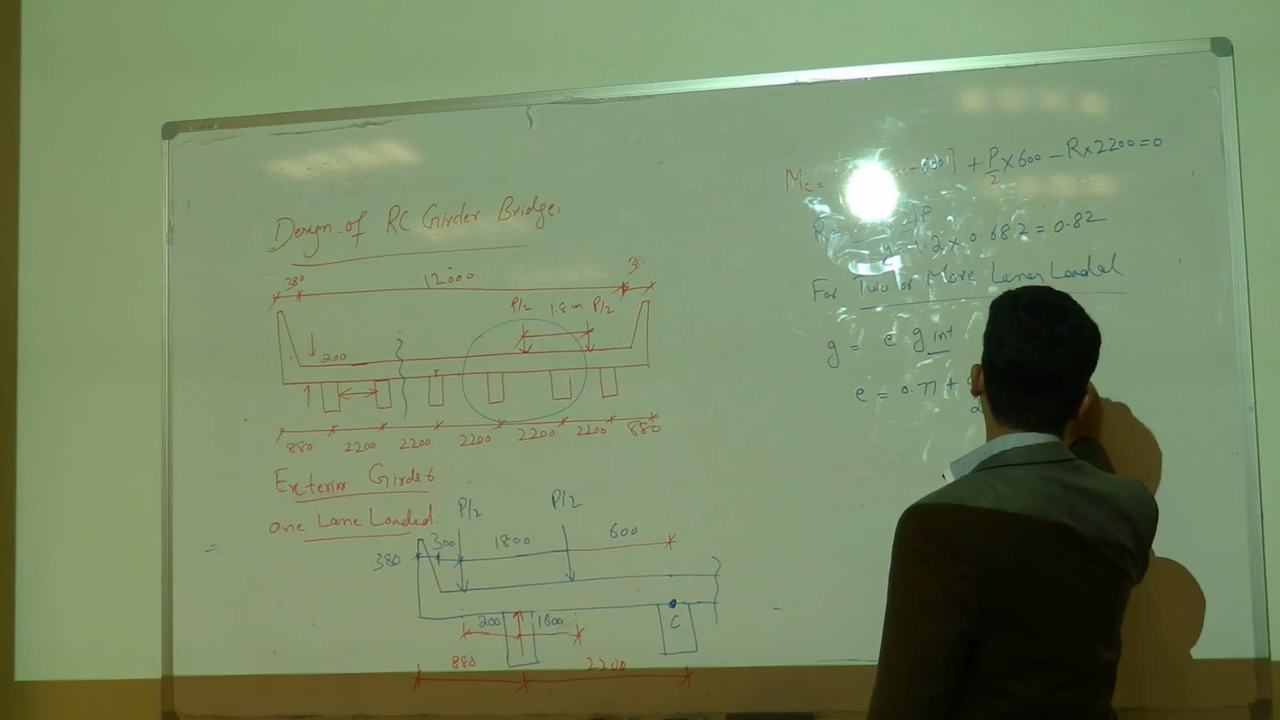 Design of RC Girder Bridge.
380 12000 38
P/2 1.8m P/2
200
880 2200 2200 2200 2200 2200 880
Exterior Girder
One Lane Loaded.
P/2 P/2
380 300 1800 600
200 1600 C
880 2200
Mc = + P/2 × 600 - R × 2200 = 0
R =
g = 1.2 × 0.682 = 0.82
For Two or More Lanes Loaded
g = e g int
e = 0.77 +